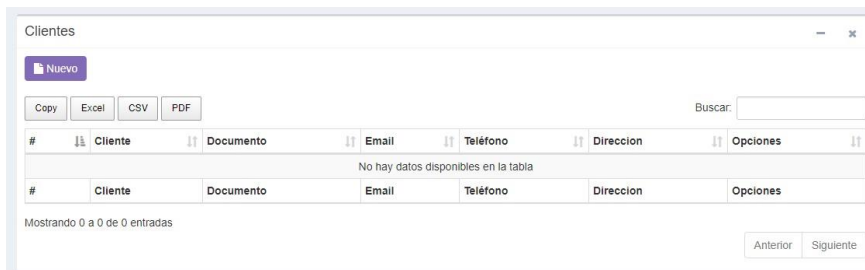 Clientes
Nuevo
Copy Excel CSV PDF Buscar:
# Cliente Documento Email Teléfono Direccion Opciones
No hay datos disponibles en la tabla
# Cliente Documento Email Teléfono Direccion Opciones
Mostrando 0 a 0 de 0 entradas
Anterior Siguiente